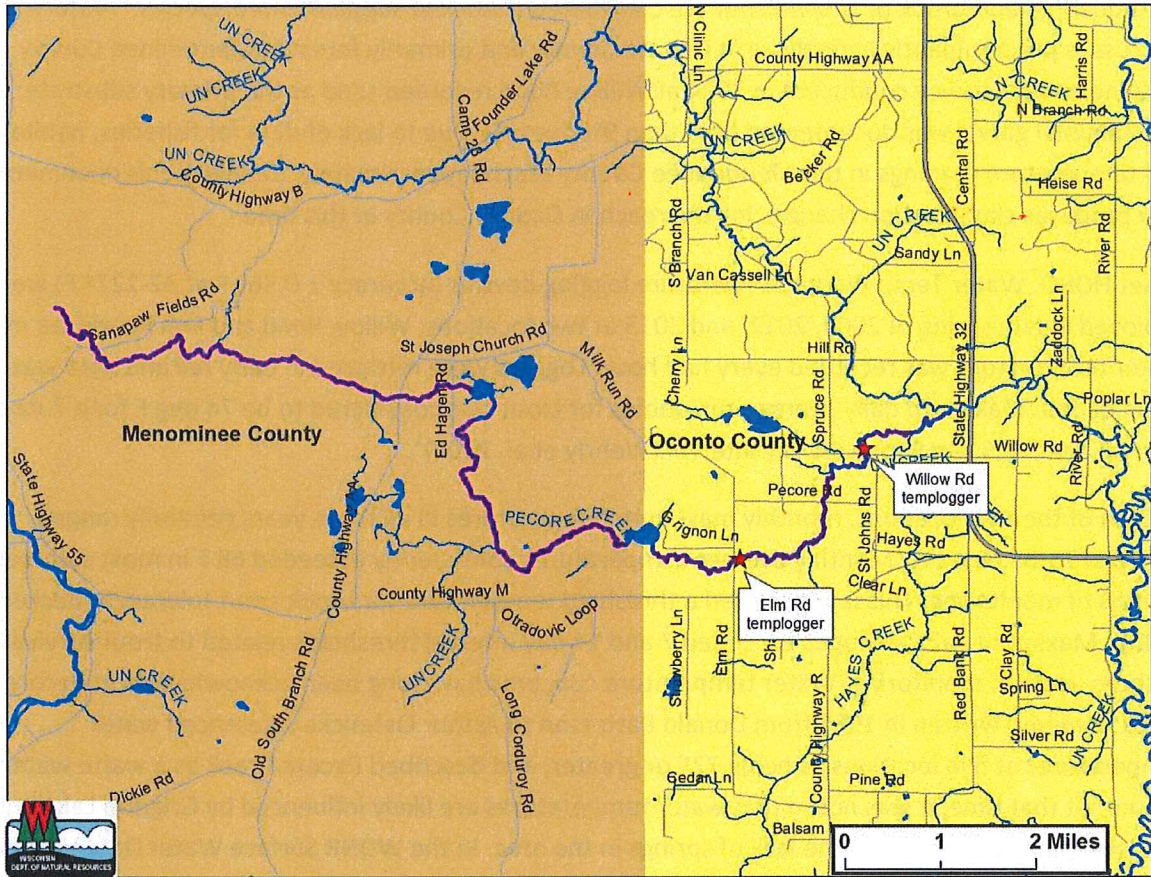 N Clinic Ln
County Highway AA
Harris Rd
UN CREEK
N Branch Rd
UN CREEK
Camp 26 Rd
Founder Lake Rd
UN CREEK
Becker Rd
Central Rd
Heise Rd
UN CREEK
County Highway B
S Branch Rd
UN CREEK
Sandy Ln
River Rd
Van Cassell Ln
Sanapaw Fields Rd
St Joseph Church Rd
Milk Run Rd
Hill Rd
State Highway 32
Zaddock Ln
Cherry Ln
Spruce Rd
Poplar Ln
Ed Hagen Rd
Menominee County
Oconto County
Willow Rd
River Rd
UN CREEK
Willow Rd
templogger
State Highway 55
Pecore Rd
County Highway AA
PECORE CREE
Grignon Ln
St Johns Rd
Hayes Rd
CREEK
Clear Ln
County Highway M
Otradovic Loop
Elm Rd
templogger
UN CREEK
UN CREEK
Old South Branch Rd
Long Corduroy Rd
Strawberry Ln
Elm Rd
Sha
County Highway R
HAYES CREEK
Red Bank Rd
S Clay Rd
Spring Ln
UN CREEK
Silver Rd
Dickie Rd
Gedan Ln
Pine Rd
Balsam
W
WISCONSIN
DEPT. OF NATURAL RESOURCES
0 1 2 Miles